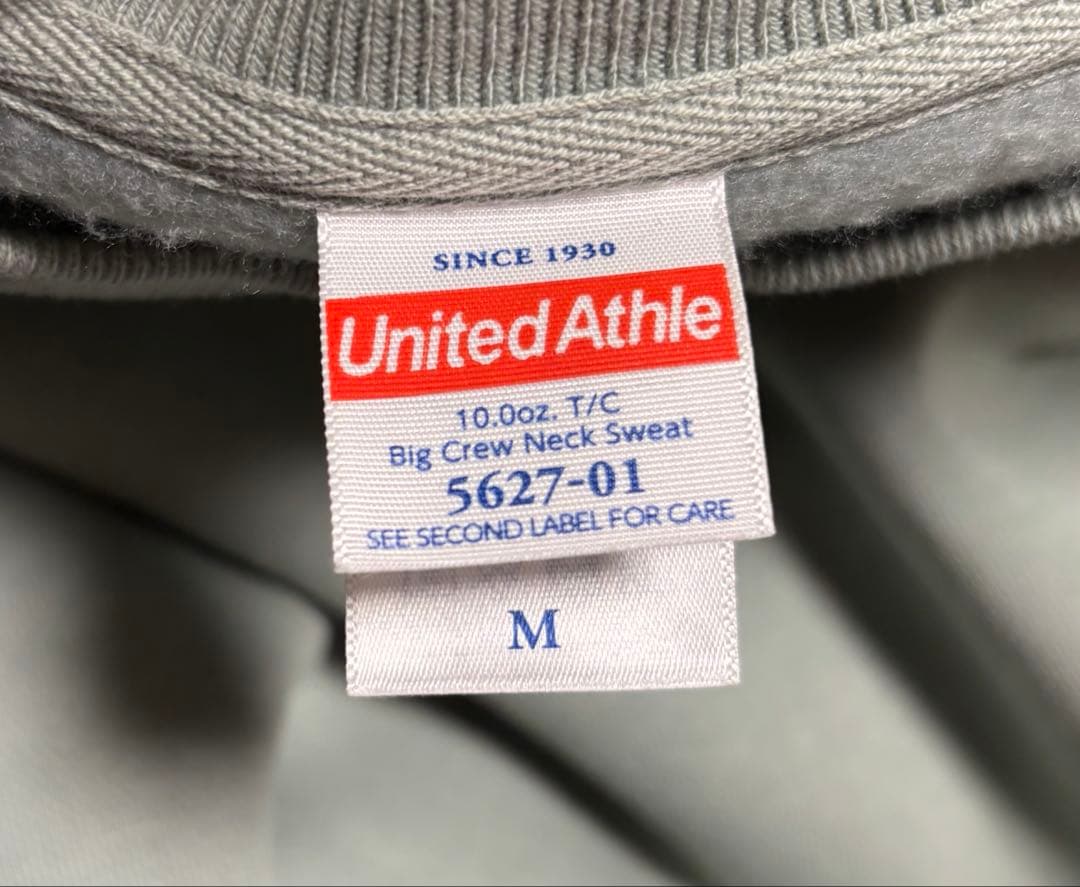 SINCE 1930
United Athle
10.0oz. T/C
Big Crew Neck Sweat
5627-01
SEE SECOND LABEL FOR CARE
M